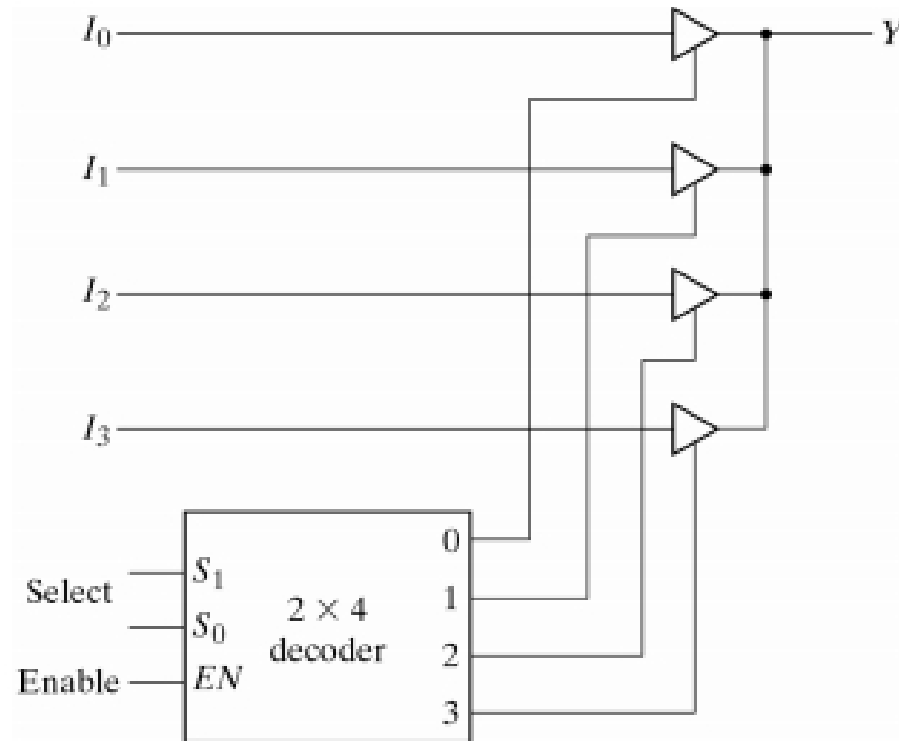 I₀
Y
I₁
I₂
I₃
0
S₁
Select
1
2 × 4
S₀
decoder
2
Enable
EN
3